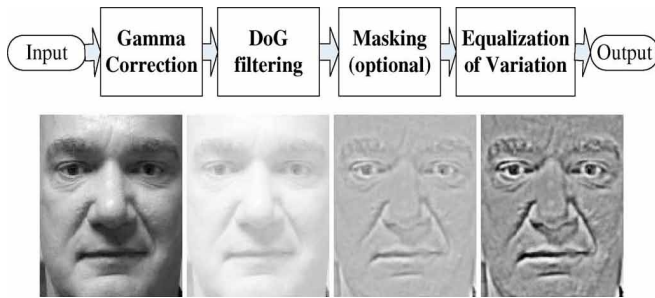 Input
Gamma
Correction
DoG
filtering
Masking
(optional)
Equalization
of Variation
Output